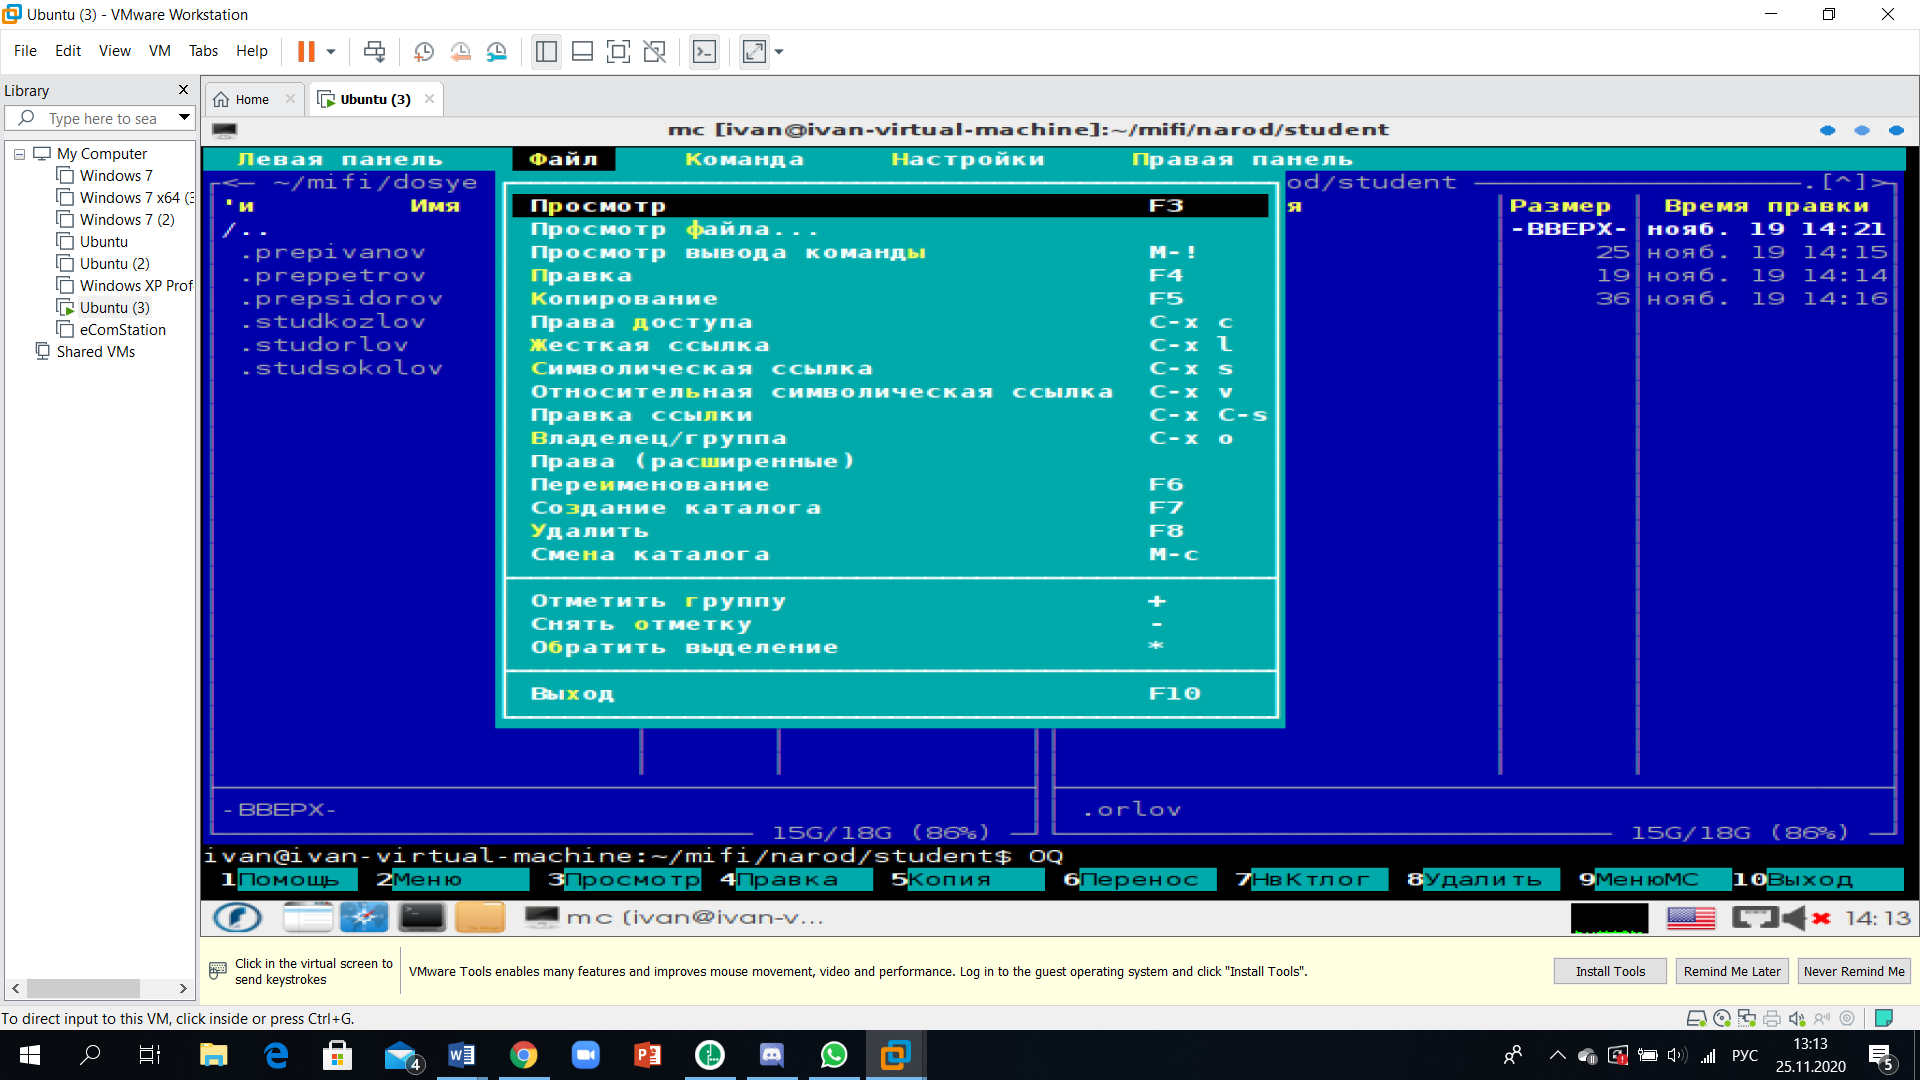 Ubuntu (3) - VMware Workstation
File Edit View VM Tabs Help
Library
Type here to sea
My Computer
Windows 7
Windows 7 x64 (3
Windows 7 (2)
Ubuntu
Ubuntu (2)
Windows XP Prof
Ubuntu (3)
eComStation
Shared VMs
Home
Ubuntu (3)
mc [ivan@ivan-virtual-machine]:~/mifi/narod/student
Левая панель Файл Команда Настройки Правая панель
<— ~/mifi/dosye
od/student
.[^]>
'и Имя
я Размер Время правки
/..
-ВВЕРХ- нояб. 19 14:21
.prepivanov
25 нояб. 19 14:15
.preppetrov
19 нояб. 19 14:14
.prepsidorov
36 нояб. 19 14:16
.studkozlov
.studorlov
.studsokolov
Просмотр F3
Просмотр файла...
Просмотр вывода команды M-!
Правка F4
Копирование F5
Права доступа C-x c
Жесткая ссылка C-x l
Символическая ссылка C-x s
Относительная символическая ссылка C-x v
Правка ссылки C-x C-s
Владелец/группа C-x o
Права (расширенные)
Переименование F6
Создание каталога F7
Удалить F8
Смена каталога M-c
Отметить группу +
Снять отметку -
Обратить выделение *
Выход F10
-ВВЕРХ-
.orlov
15G/18G (86%)
15G/18G (86%)
ivan@ivan-virtual-machine:~/mifi/narod/student$ OQ
1Помощь 2Меню 3Просмотр 4Правка 5Копия 6Перенос 7НвКтлог 8Удалить 9МенюMC 10Выход
mc (ivan@ivan-v...
14:13
Click in the virtual screen to
send keystrokes
VMware Tools enables many features and improves mouse movement, video and performance. Log in to the guest operating system and click "Install Tools".
Install Tools
Remind Me Later
Never Remind Me
To direct input to this VM, click inside or press Ctrl+G.
4
РУС
13:13
25.11.2020
5